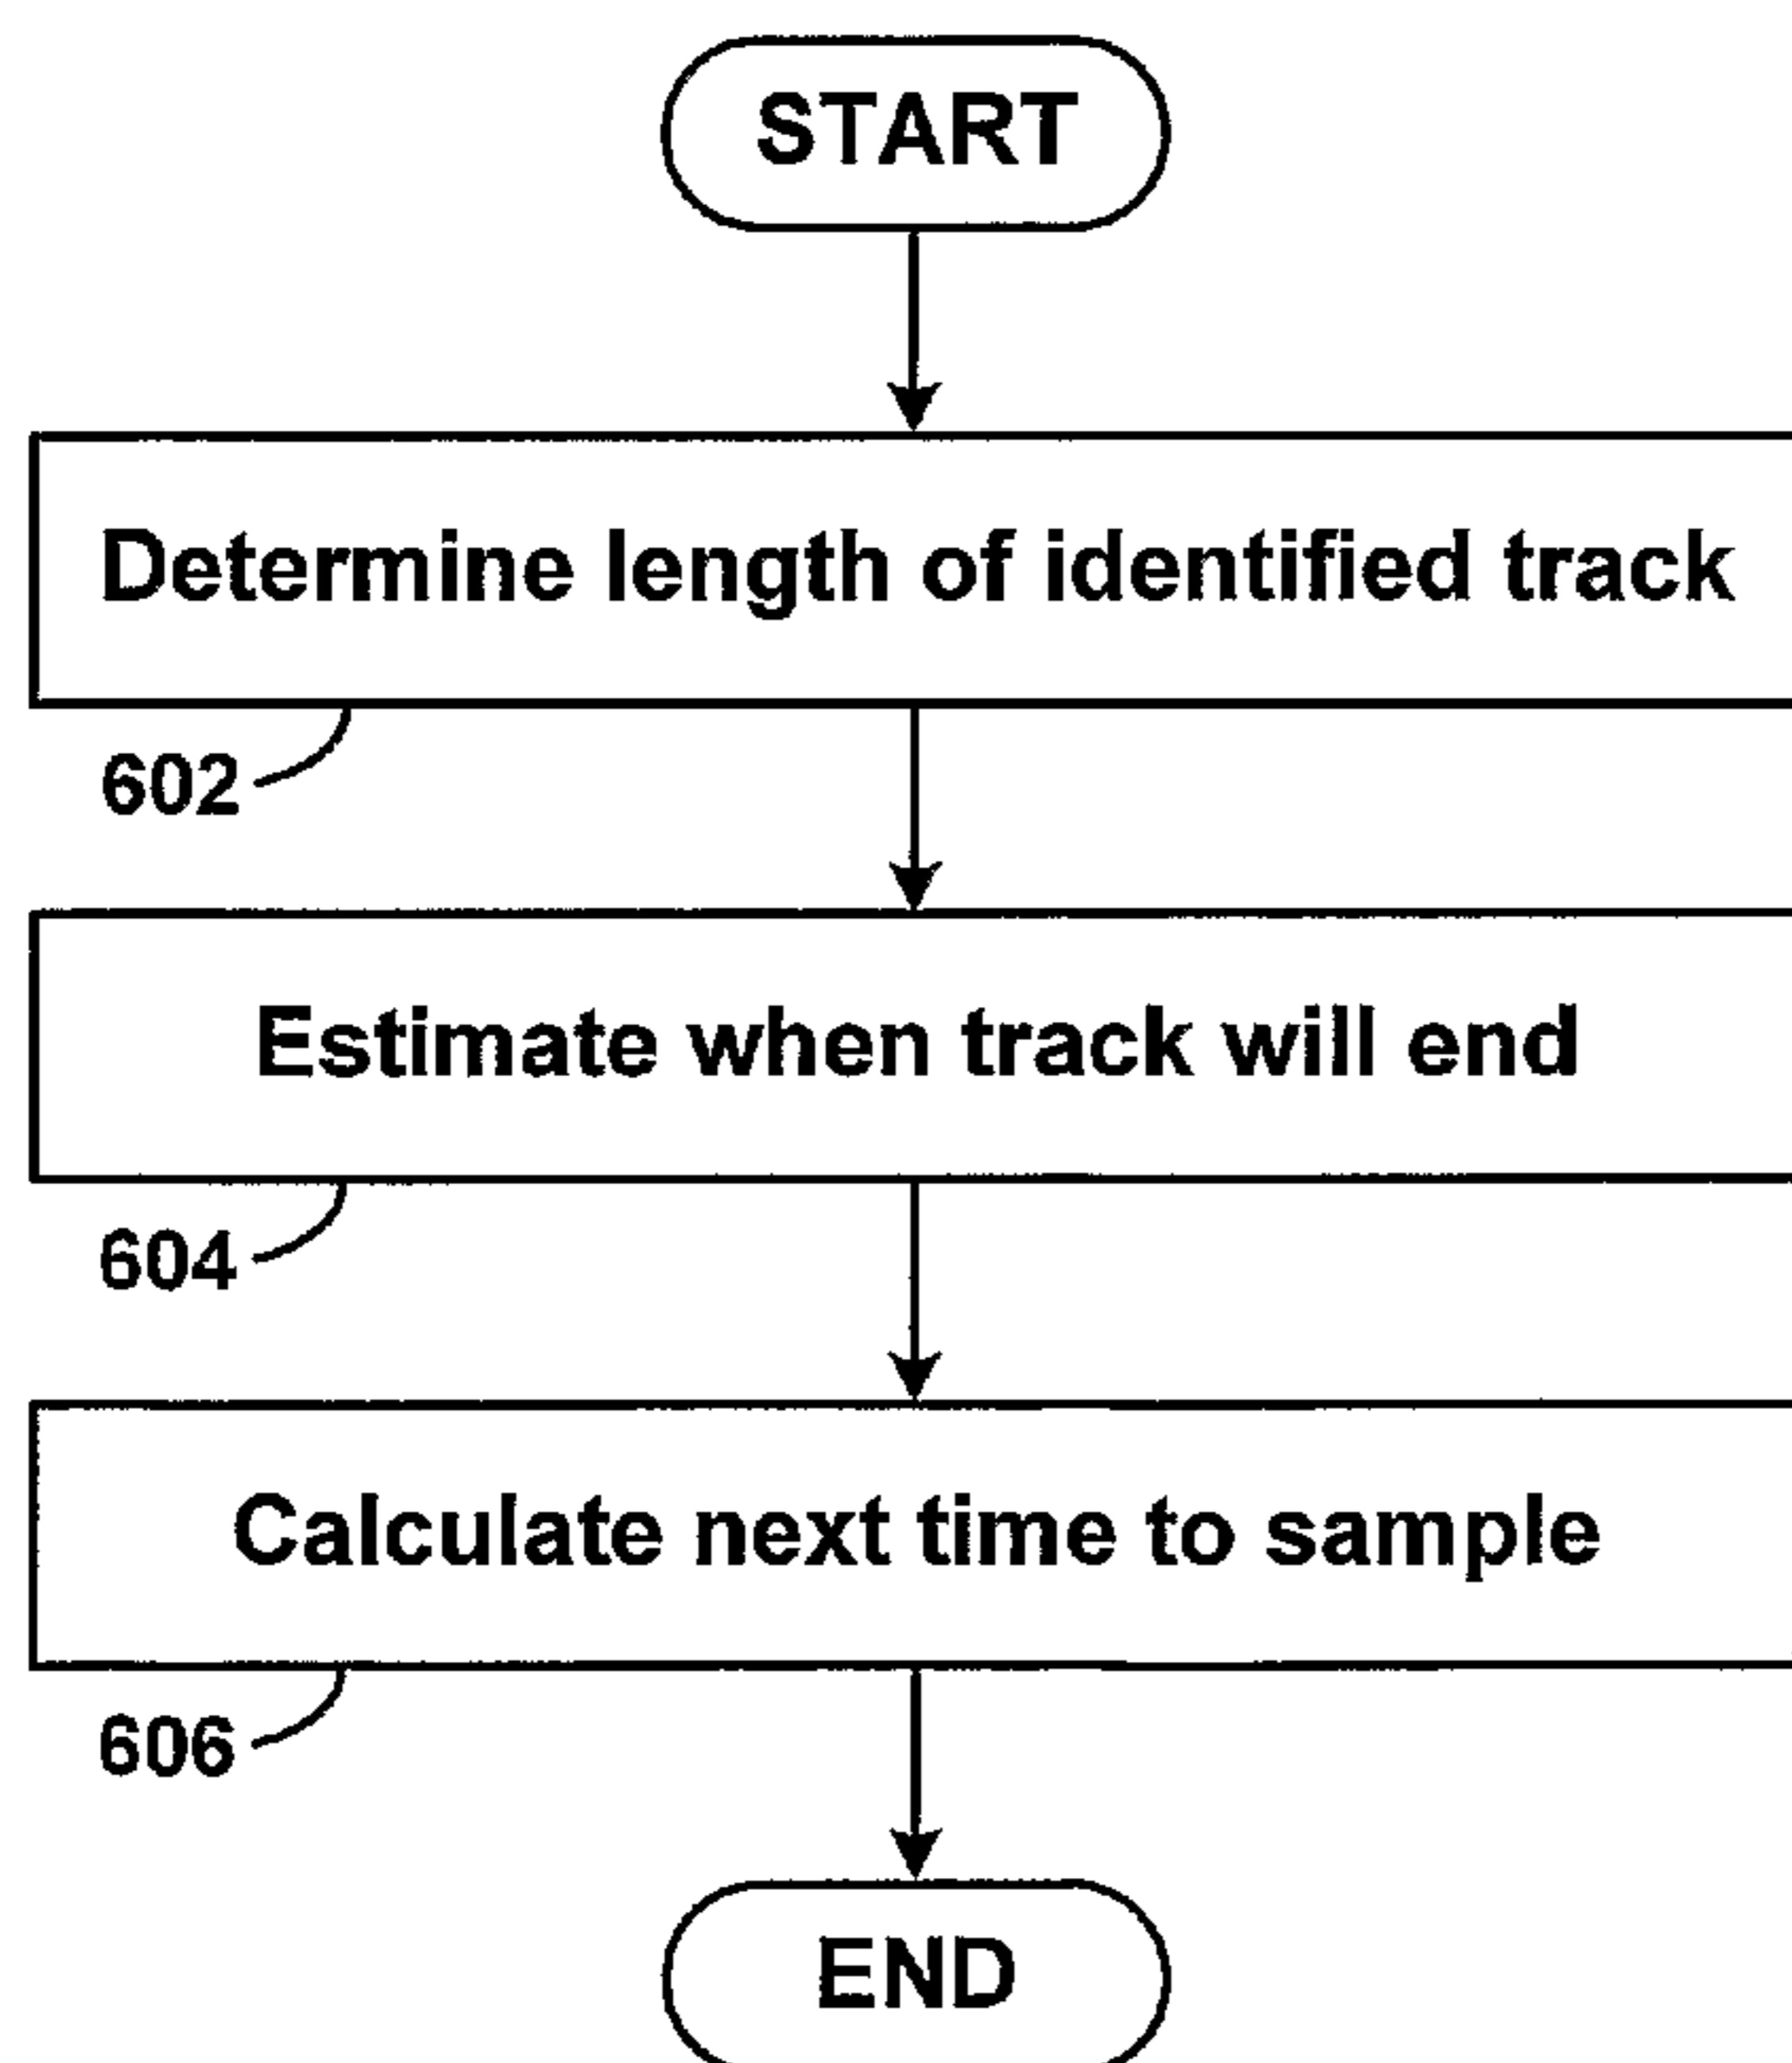 START
Determine length of identified track
602
Estimate when track will end
604
Calculate next time to sample
606
END